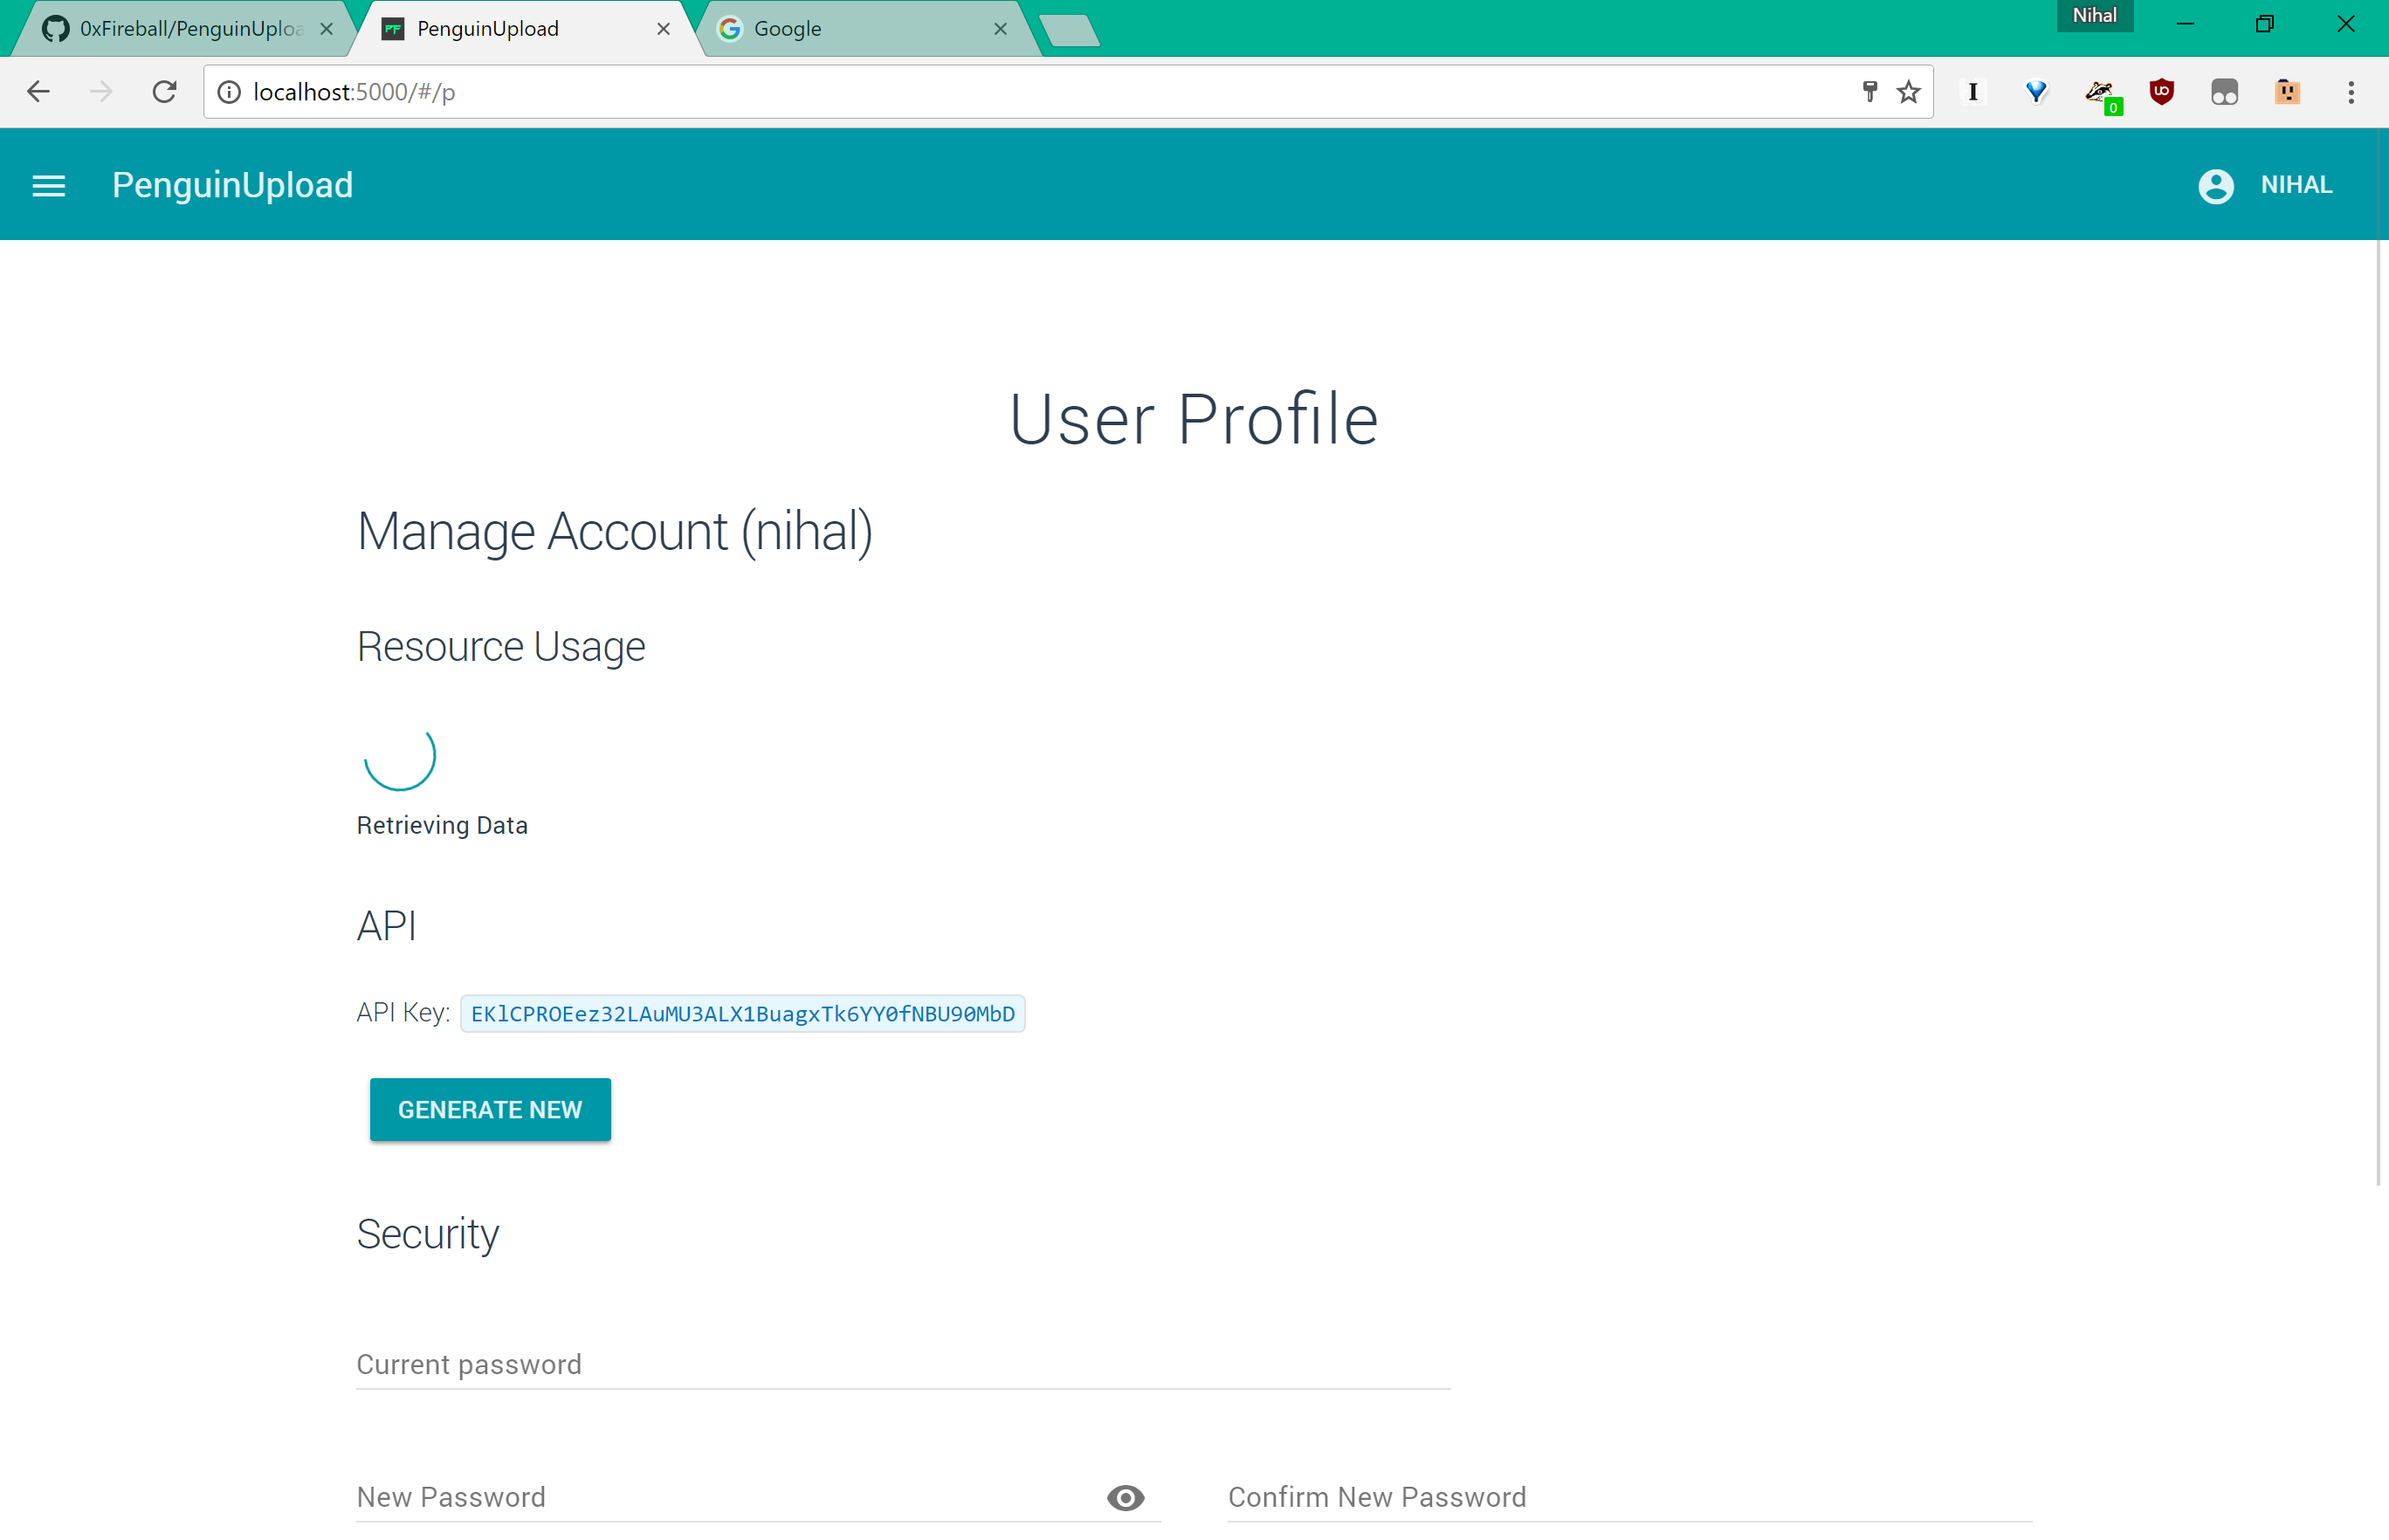 0xFireball/PenguinUploa
PenguinUpload
Google
Nihal
localhost:5000/#/p
0
PenguinUpload
NIHAL
User Profile
Manage Account (nihal)
Resource Usage
Retrieving Data
API
API Key: EKlCPROEez32LAuMU3ALX1BuagxTk6YY0fNBU90MbD
GENERATE NEW
Security
Current password
New Password
Confirm New Password